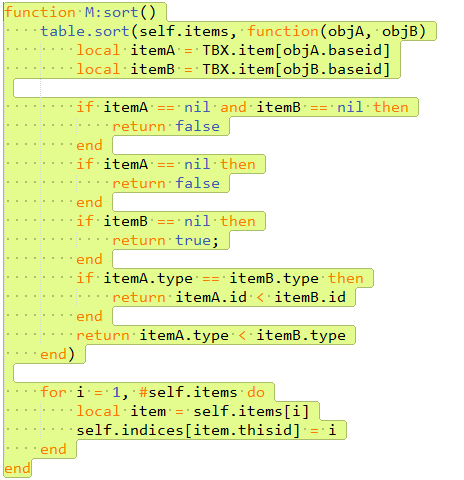 function M:sort()
    table.sort(self.items, function(objA, objB)
        local itemA = TBX.item[objA.baseid]
        local itemB = TBX.item[objB.baseid]

        if itemA == nil and itemB == nil then
            return false
        end
        if itemA == nil then
            return false
        end
        if itemB == nil then
            return true;
        end
        if itemA.type == itemB.type then
            return itemA.id < itemB.id
        end
        return itemA.type < itemB.type
    end)

    for i = 1, #self.items do
        local item = self.items[i]
        self.indices[item.thisid] = i
    end
end